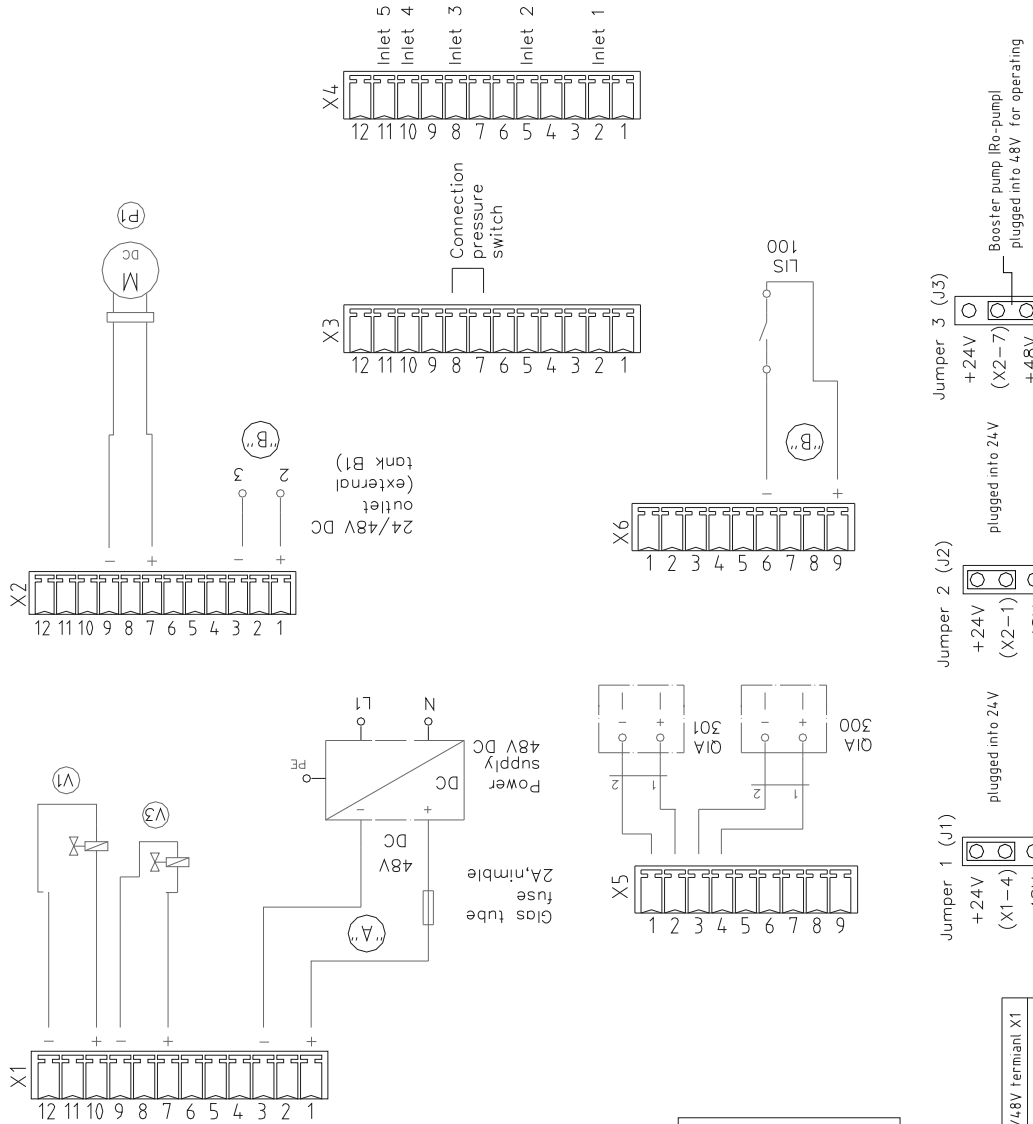 X4
Inlet 5
Inlet 4
Inlet 3
Inlet 2
Inlet 1
12 11 10 9 8 7 6 5 4 3 2 1
P1
M
DC
X3
Connection
pressure
switch
12 11 10 9 8 7 6 5 4 3 2 1
X2
- + - +
"B"
3 2
24/48V DC
outlet
(external
tank B1)
12 11 10 9 8 7 6 5 4 3 2 1
LIS
100
"B"
- +
X6
1 2 3 4 5 6 7 8 9
Jumper 3 (J3)
+24V
(X2-7)
+48V
Booster pump |Ro-pump|
plugged into 48V for operating
Jumper 2 (J2)
+24V
(X2-1)
plugged into 24V
Jumper 1 (J1)
+24V
(X1-4)
plugged into 24V
V1
V3
X1
- + - + - +
12 11 10 9 8 7 6 5 4 3 2 1
L1
N
PE
DC
- +
Power
supply
48V DC
48V
DC
"A"
Glas tube
fuse
2A,nimble
QIA
301
- +
2 1
QIA
300
- +
2 1
X5
1 2 3 4 5 6 7 8 9
/48V termianl X1